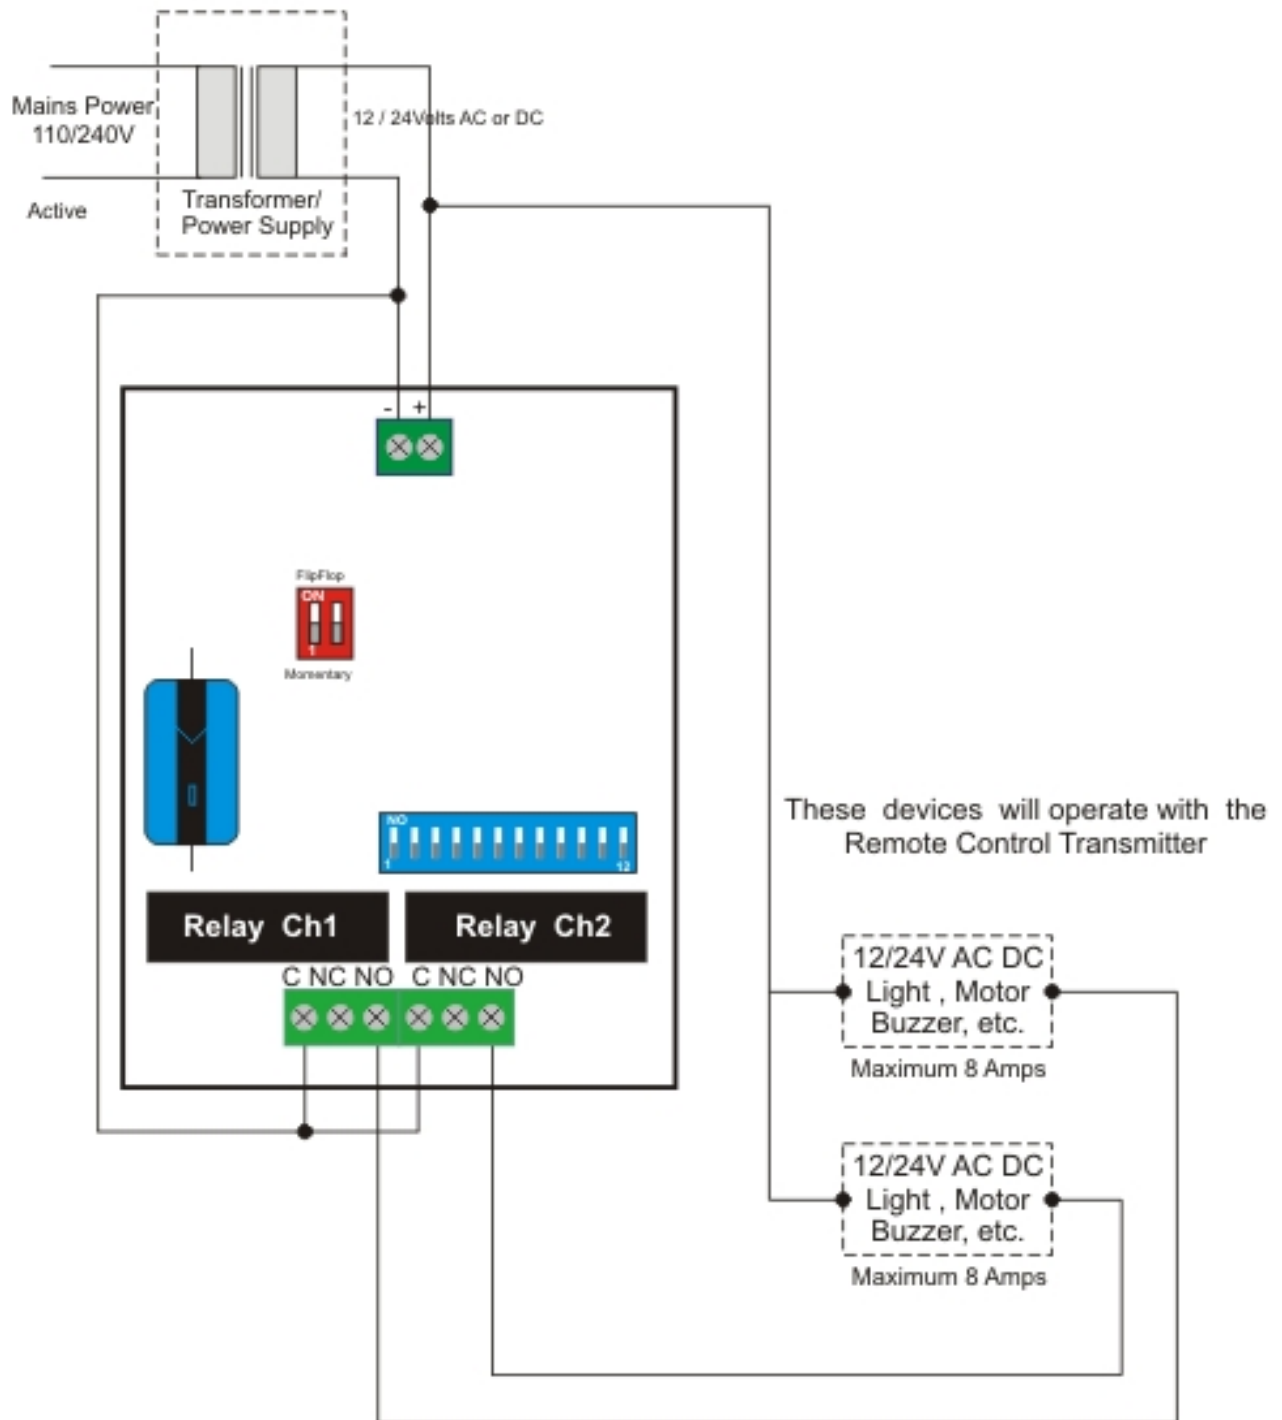 Mains Power
110/240V
12 / 24Volts AC or DC
Active
Transformer/
Power Supply
- +
FlipFlop
ON
1
Momentary
NO
1 12
These devices will operate with the
Remote Control Transmitter
Relay Ch1 Relay Ch2
C NC NO C NC NO
12/24V AC DC
Light , Motor
Buzzer, etc.
Maximum 8 Amps
12/24V AC DC
Light , Motor
Buzzer, etc.
Maximum 8 Amps